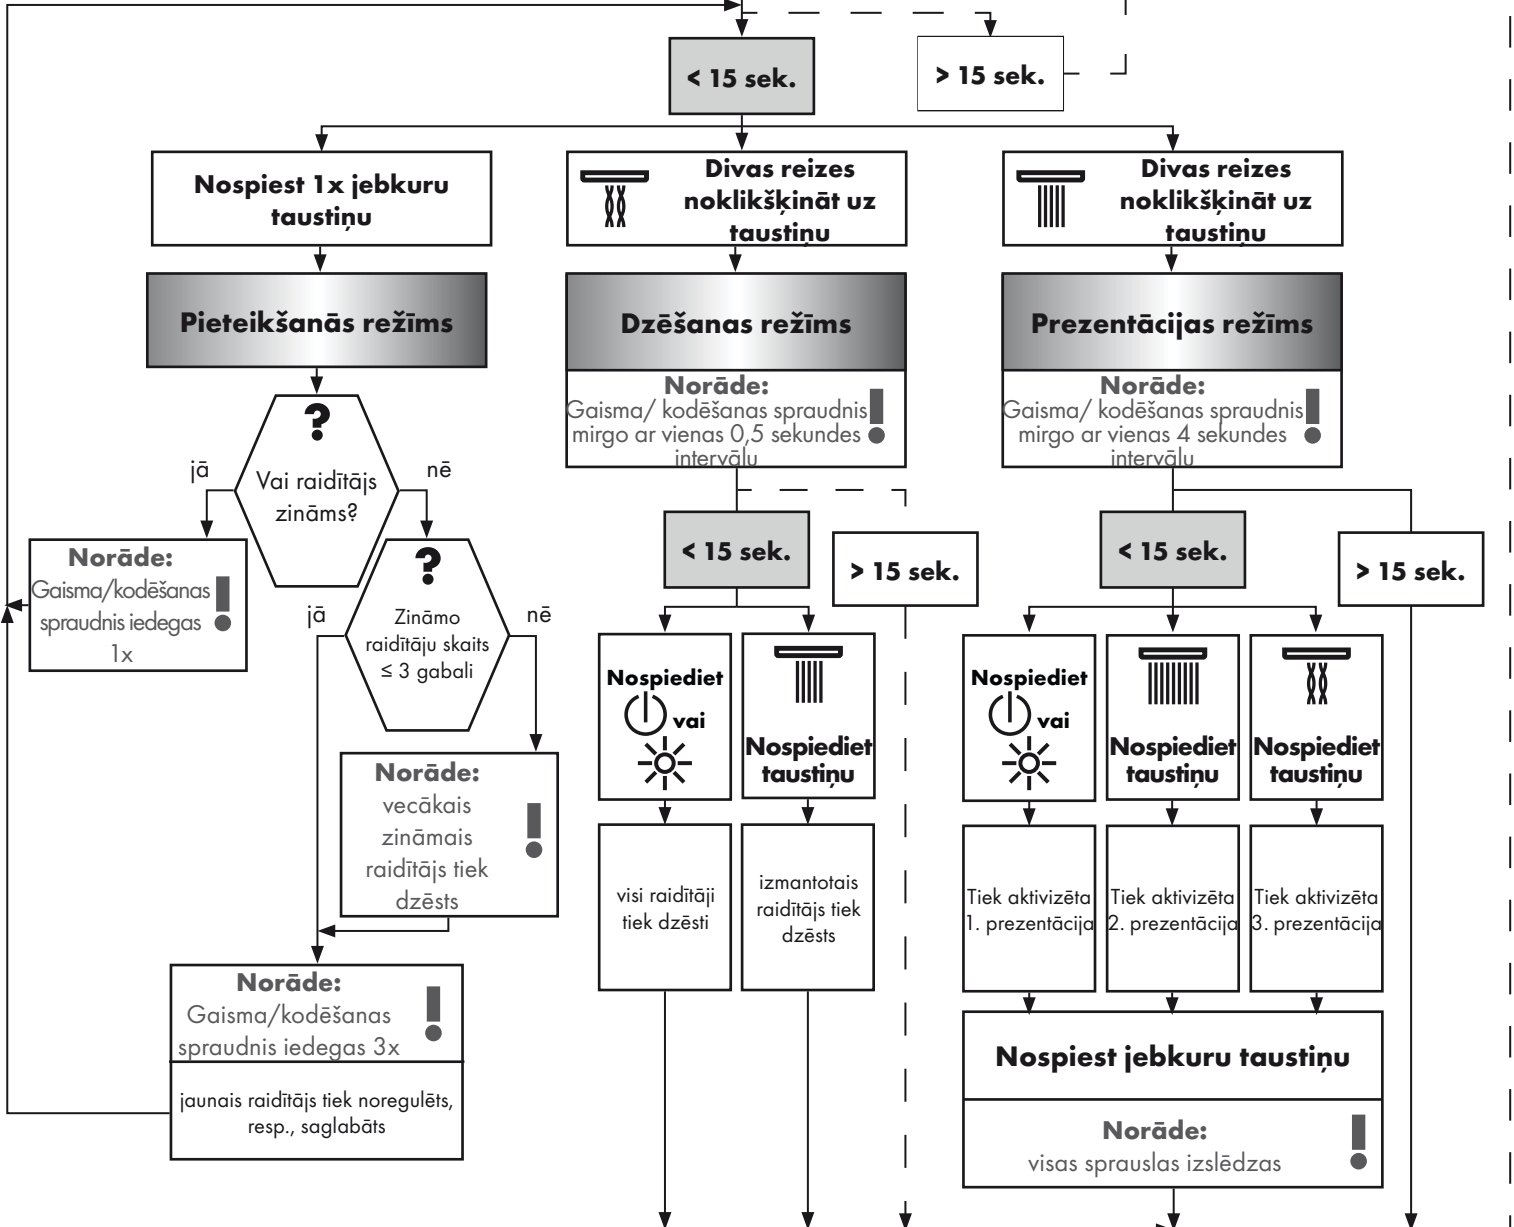 < 15 sek.
> 15 sek.
Nospiest 1x jebkuru
taustiņu
Divas reizes
noklikšķināt uz
taustiņu
Divas reizes
noklikšķināt uz
taustiņu
Pieteikšanās režīms
Dzēšanas režīms
Norāde:
Gaisma/ kodēšanas spraudnis
mirgo ar vienas 0,5 sekundes
intervālu
!
Prezentācijas režīms
Norāde:
Gaisma/ kodēšanas spraudnis
mirgo ar vienas 4 sekundes
intervālu
!
?
Vai raidītājs
zināms?
jā
nē
Norāde:
Gaisma/kodēšanas
spraudnis iedegas
1x
!
?
Zināmo
raidītāju skaits
≤ 3 gabali
jā
nē
Norāde:
vecākais
zināmais
raidītājs tiek
dzēsts
!
Norāde:
Gaisma/kodēšanas
spraudnis iedegas 3x
!
jaunais raidītājs tiek noregulēts,
resp., saglabāts
< 15 sek.
> 15 sek.
Nospiediet
vai
Nospiediet
taustiņu
visi raidītāji
tiek dzēsti
izmantotais
raidītājs tiek
dzēsts
< 15 sek.
> 15 sek.
Nospiediet
vai
Nospiediet
taustiņu
Nospiediet
taustiņu
Tiek aktivizēta
1. prezentācija
Tiek aktivizēta
2. prezentācija
Tiek aktivizēta
3. prezentācija
Nospiest jebkuru taustiņu
Norāde:
visas sprauslas izslēdzas
!